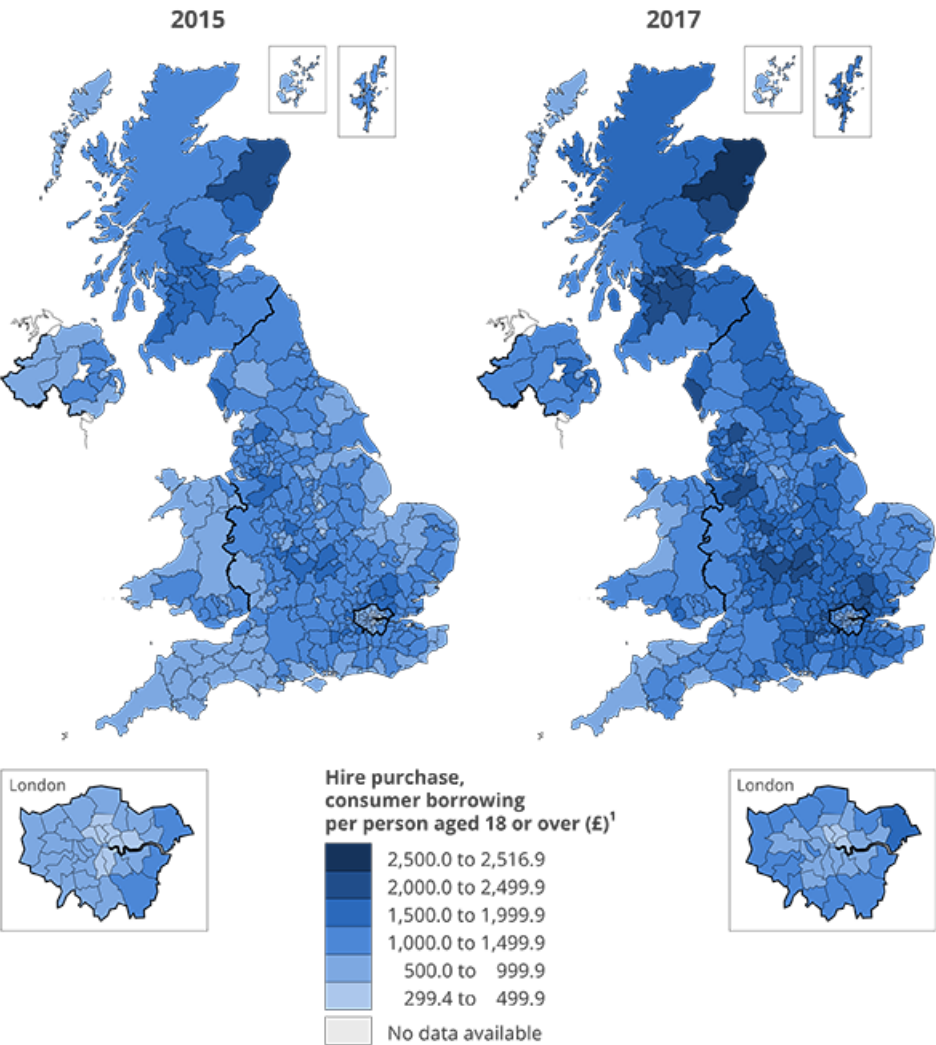 2015
2017
London
London
Hire purchase,
consumer borrowing
per person aged 18 or over (£)¹
2,500.0 to 2,516.9
2,000.0 to 2,499.9
1,500.0 to 1,999.9
1,000.0 to 1,499.9
500.0 to 999.9
299.4 to 499.9
No data available